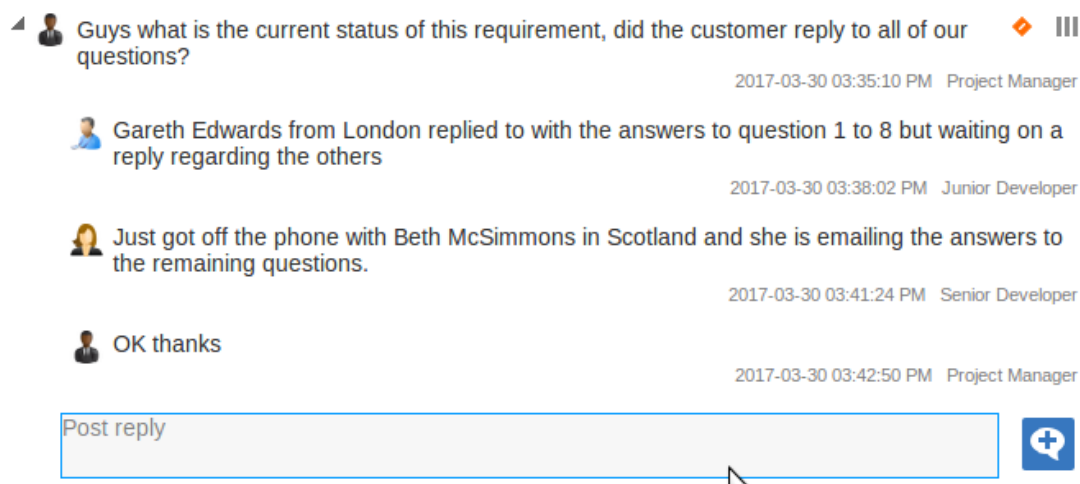 Guys what is the current status of this requirement, did the customer reply to all of our
questions?
2017-03-30 03:35:10 PM Project Manager
Gareth Edwards from London replied to with the answers to question 1 to 8 but waiting on a
reply regarding the others
2017-03-30 03:38:02 PM Junior Developer
Just got off the phone with Beth McSimmons in Scotland and she is emailing the answers to
the remaining questions.
2017-03-30 03:41:24 PM Senior Developer
OK thanks
2017-03-30 03:42:50 PM Project Manager
Post reply